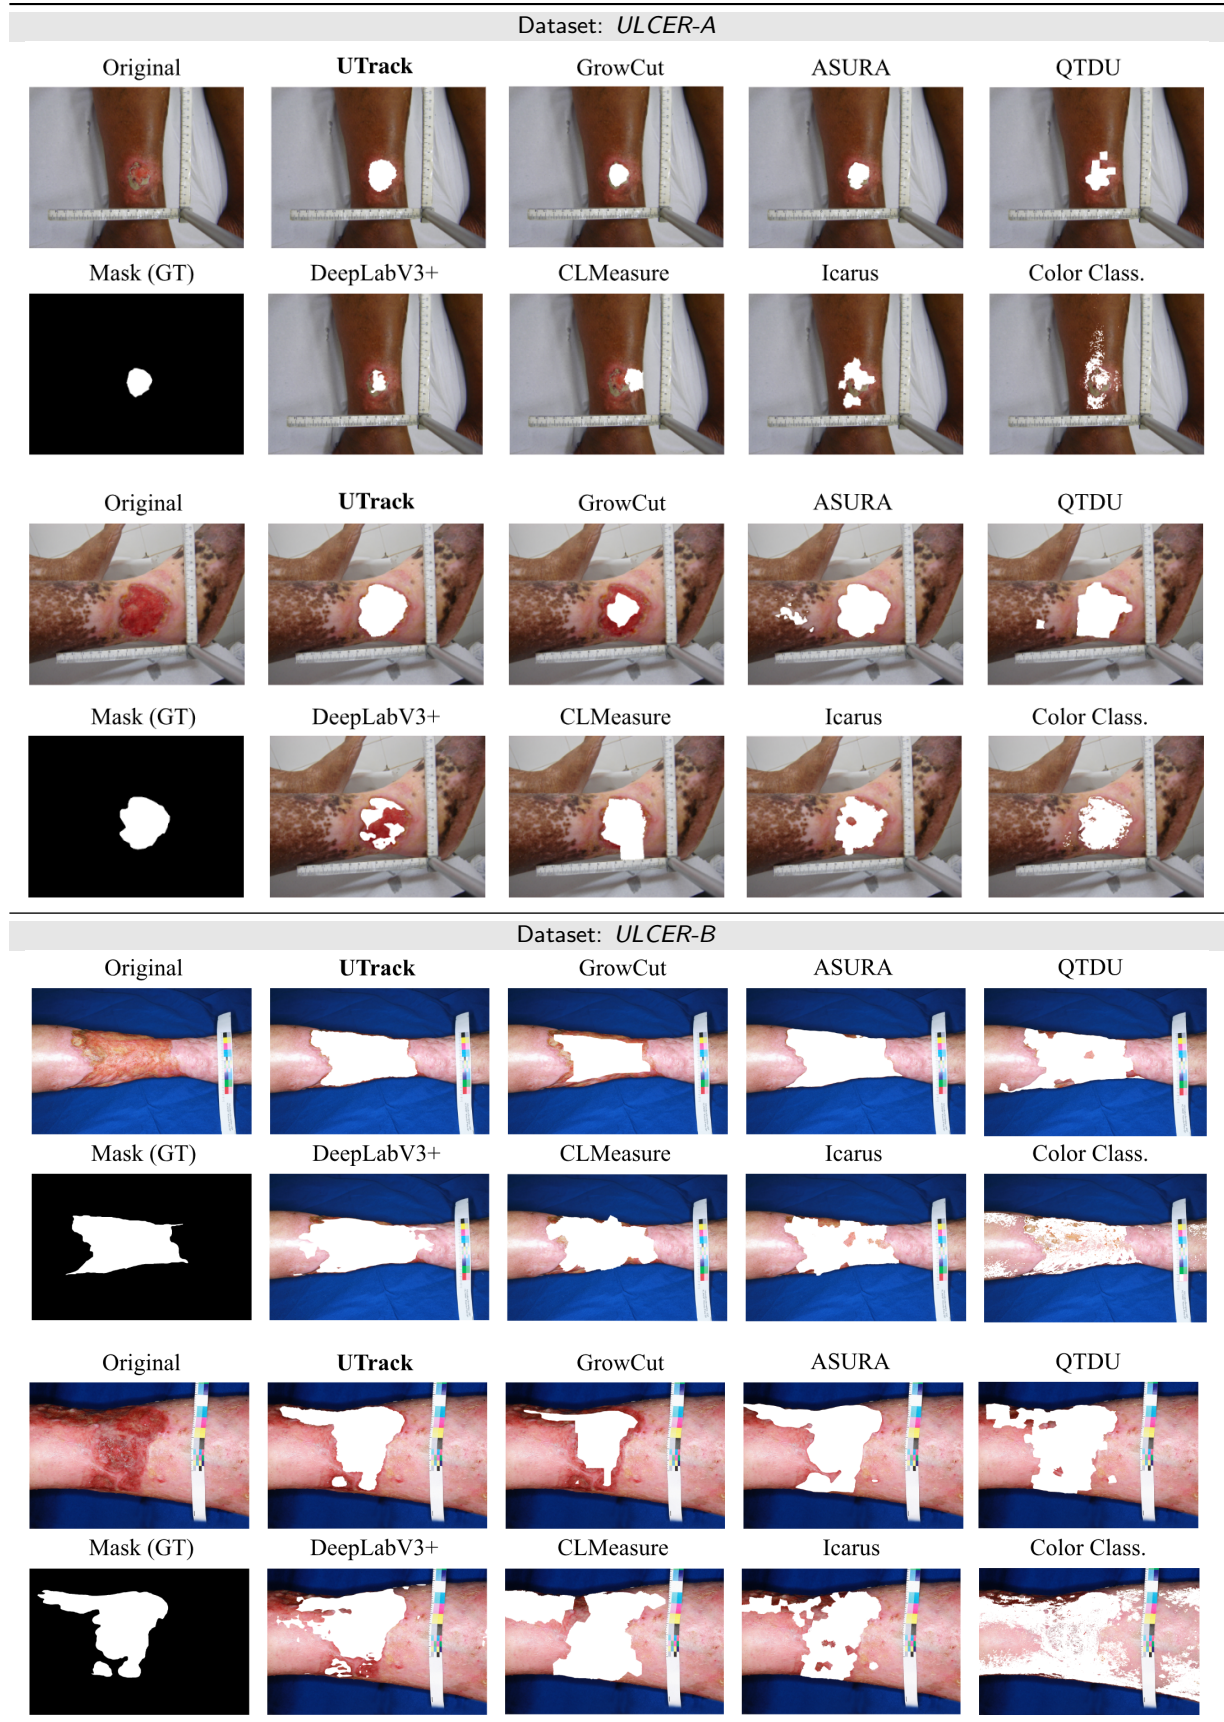 Dataset: ULCER-A
Original UTrack GrowCut ASURA QTDU
Mask (GT) DeepLabV3+ CLMeasure Icarus Color Class.
Original UTrack GrowCut ASURA QTDU
Mask (GT) DeepLabV3+ CLMeasure Icarus Color Class.
Dataset: ULCER-B
Original UTrack GrowCut ASURA QTDU
Mask (GT) DeepLabV3+ CLMeasure Icarus Color Class.
Original UTrack GrowCut ASURA QTDU
Mask (GT) DeepLabV3+ CLMeasure Icarus Color Class.